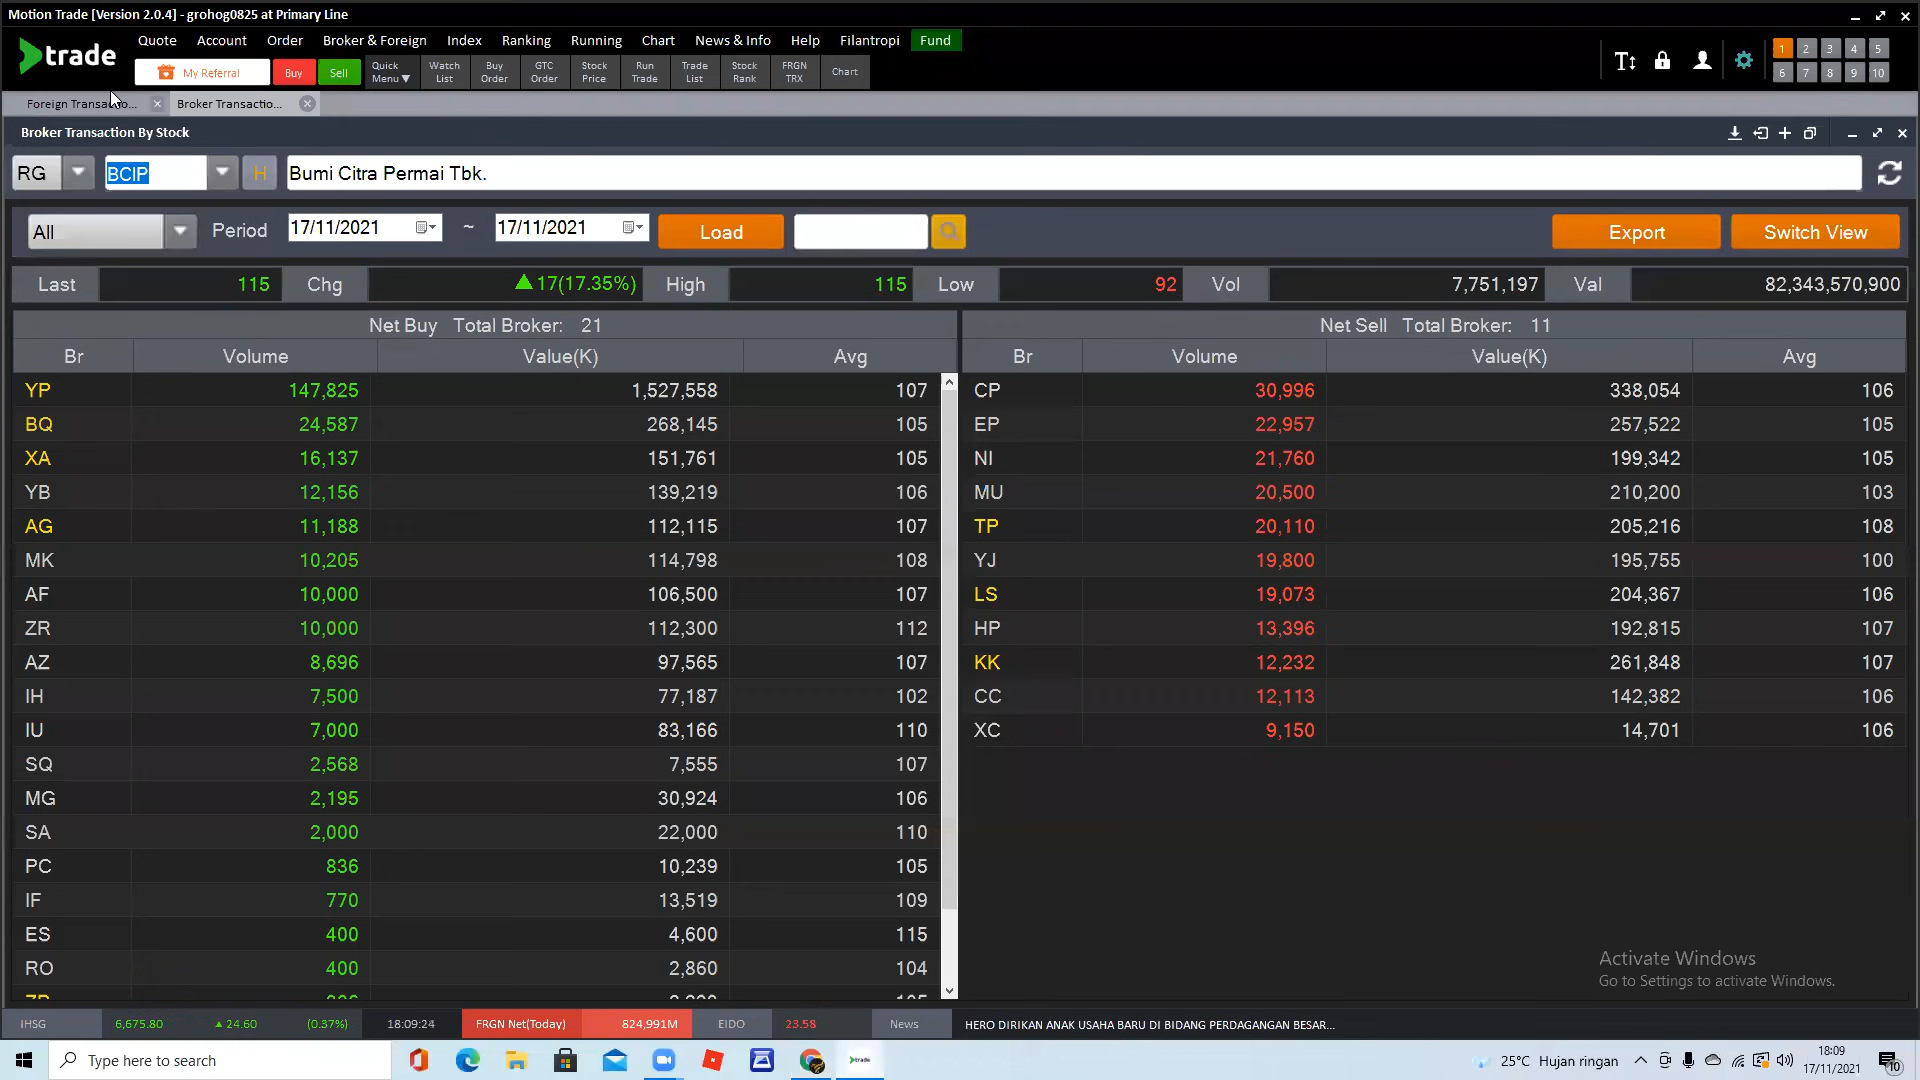 Motion Trade [Version 2.0.4] - grohog0825 at Primary Line
trade
Quote Account Order Broker & Foreign Index Ranking Running Chart News & Info Help Filantropi Fund
My Referral Buy Sell Quick Menu▼ Watch List Buy Order GTC Order Stock Price Run Trade Trade List Stock Rank FRGN TRX Chart
1 2 3 4 5
6 7 8 9 10
Foreign Transactio... Broker Transactio...
Broker Transaction By Stock
RG BCIP H Bumi Citra Permai Tbk.
All Period 17/11/2021 ~ 17/11/2021 Load Export Switch View
Last 115 Chg ▲17(17.35%) High 115 Low 92 Vol 7,751,197 Val 82,343,570,900
Net Buy Total Broker: 21 Net Sell Total Broker: 11
Br Volume Value(K) Avg Br Volume Value(K) Avg
YP 147,825 1,527,558 107 CP 30,996 338,054 106
BQ 24,587 268,145 105 EP 22,957 257,522 105
XA 16,137 151,761 105 NI 21,760 199,342 105
YB 12,156 139,219 106 MU 20,500 210,200 103
AG 11,188 112,115 107 TP 20,110 205,216 108
MK 10,205 114,798 108 YJ 19,800 195,755 100
AF 10,000 106,500 107 LS 19,073 204,367 106
ZR 10,000 112,300 112 HP 13,396 192,815 107
AZ 8,696 97,565 107 KK 12,232 261,848 107
IH 7,500 77,187 102 CC 12,113 142,382 106
IU 7,000 83,166 110 XC 9,150 14,701 106
SQ 2,568 7,555 107
MG 2,195 30,924 106
SA 2,000 22,000 110
PC 836 10,239 105
IF 770 13,519 109
ES 400 4,600 115
RO 400 2,860 104
Activate Windows
Go to Settings to activate Windows.
IHSG 6,675.80 ▲ 24.60 (0.37%) 18:09:24 FRGN Net(Today) 824,991M EIDO 23.58 News HERO DIRIKAN ANAK USAHA BARU DI BIDANG PERDAGANGAN BESAR...
Type here to search trade 25°C Hujan ringan 18:09
17/11/2021 10